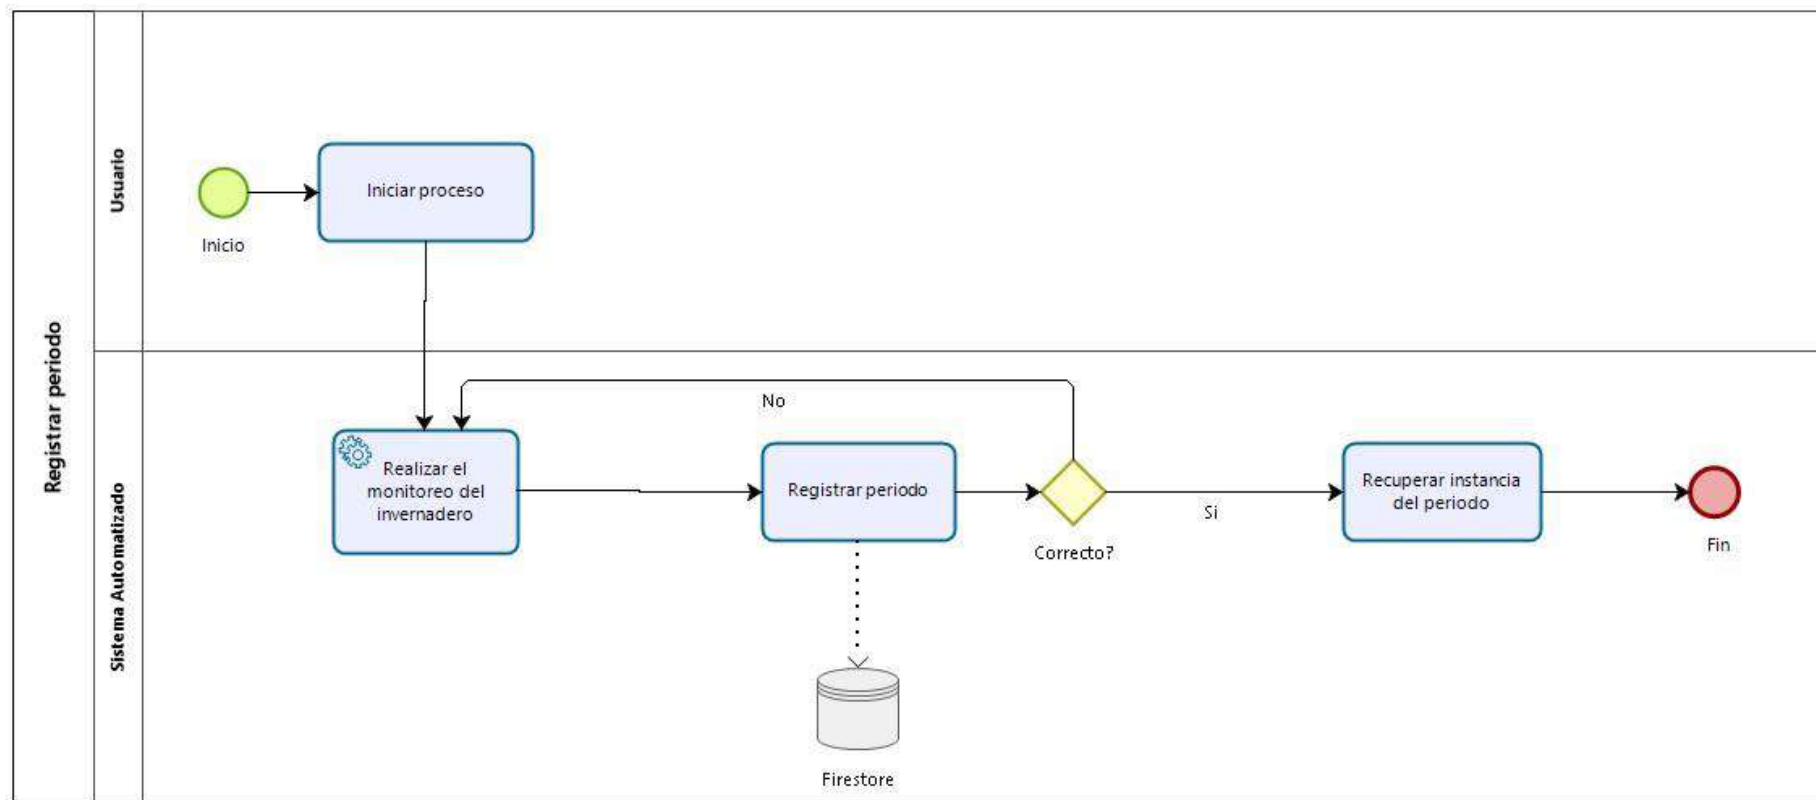 Registrar periodo
Usuario
Inicio
Iniciar proceso
Sistema Automatizado
No
Realizar el
monitoreo del
invernadero
Registrar periodo
Correcto?
Si
Recuperar instancia
del periodo
Fin
Firestore